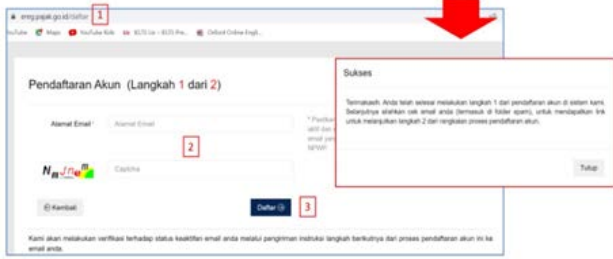 ereg.pajak.go.id/daftar 1
YouTube Maps YouTube Kids Oxford Online Engli...
Pendaftaran Akun (Langkah 1 dari 2)
Alamat Email * Alamat Email
2
Captcha
Kembali
Daftar
3
Kami akan melakukan verifikasi terhadap status keaktifan email anda melalui pengiriman instruksi langkah berikutnya dari proses pendaftaran akun ini ke
email anda.
Sukses
Terimakasih. Anda telah selesai melakukan langkah 1 dari pendaftaran akun di sistem kami.
Selanjutnya silahkan cek email anda (termasuk di folder spam), untuk mendapatkan link
untuk melanjutkan langkah 2 dari rangkaian proses pendaftaran akun.
Tutup